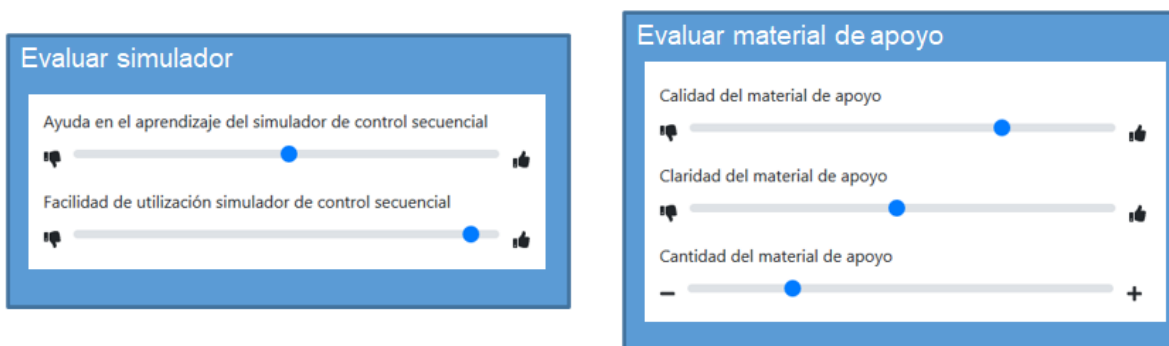 Evaluar simulador
Ayuda en el aprendizaje del simulador de control secuencial
Facilidad de utilización simulador de control secuencial
Evaluar material de apoyo
Calidad del material de apoyo
Claridad del material de apoyo
Cantidad del material de apoyo